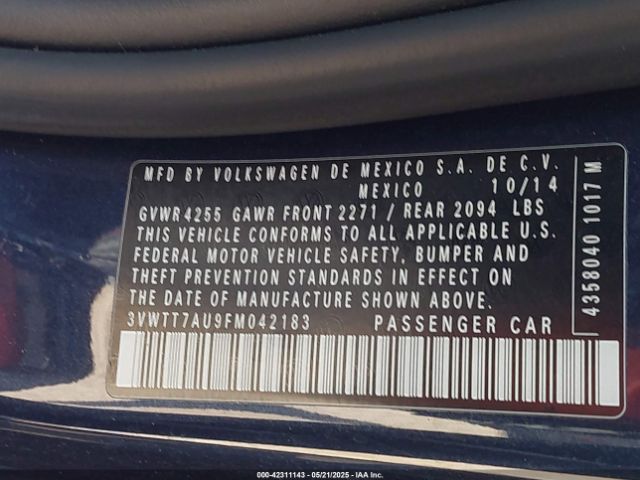 MFD BY VOLKSWAGEN DE MEXICO S.A. DE C.V.
MEXICO 10/14
GVWR 4255 GAWR FRONT 2271 / REAR 2094 LBS
THIS VEHICLE CONFORMS TO ALL APPLICABLE U.S.
FEDERAL MOTOR VEHICLE SAFETY, BUMPER AND
THEFT PREVENTION STANDARDS IN EFFECT ON
THE DATE OF MANUFACTURE SHOWN ABOVE.
3VWTT7AU9FM042183 PASSENGER CAR
4358040 1017 M
000-42311143 - 05/21/2025 - IAA Inc.